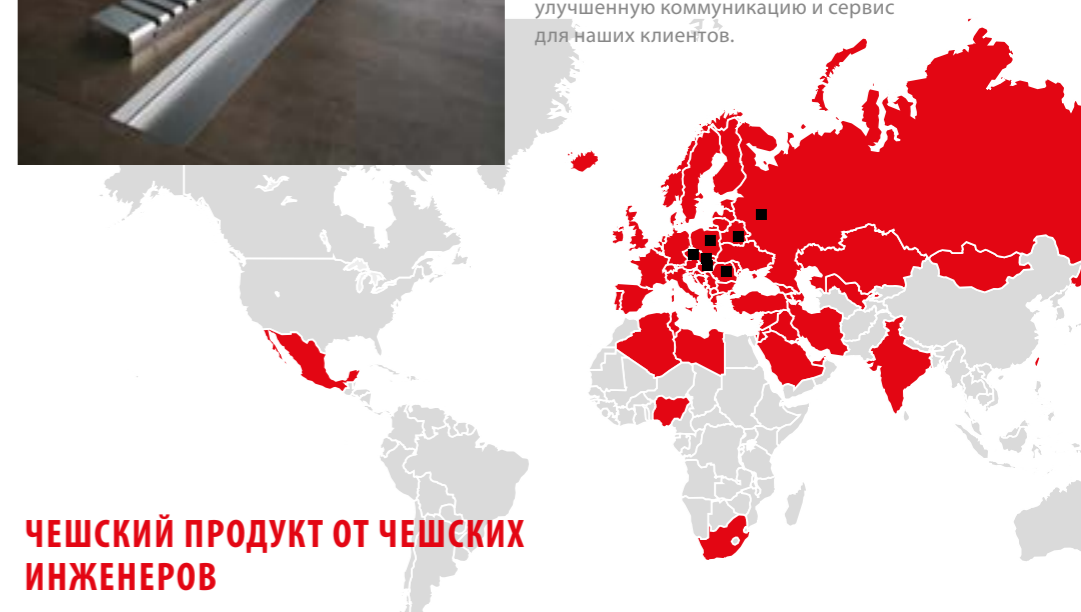 улучшенную коммуникацию и сервис
для наших клиентов.
ЧЕШСКИЙ ПРОДУКТ ОТ ЧЕШСКИХ
ИНЖЕНЕРОВ